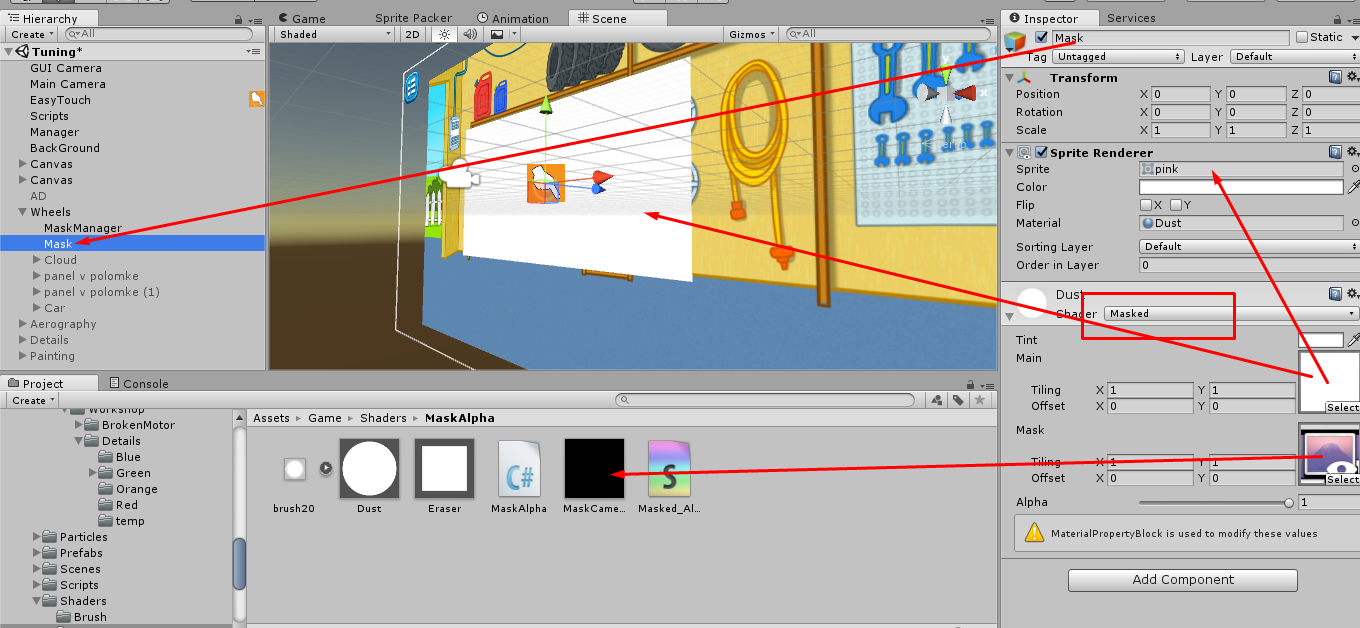 Hierarchy
Create
All
Tuning*
GUI Camera
Main Camera
EasyTouch
Scripts
Manager
BackGround
Canvas
Canvas
AD
Wheels
MaskManager
Mask
Cloud
panel v polomke
panel v polomke (1)
Car
Aerography
Details
Painting
Game Sprite Packer Animation Scene
Shaded 2D Gizmos All
Persp
Inspector Services
Mask Static
Tag Untagged Layer Default
Transform
Position X 0 Y 0 Z 0
Rotation X 0 Y 0 Z 0
Scale X 1 Y 1 Z 1
Sprite Renderer
Sprite pink
Color
Flip X Y
Material Dust
Sorting Layer Default
Order in Layer 0
Dust
Shader Masked
Tint
Main
Tiling X 1 Y 1
Offset X 0 Y 0
Select
Mask
Tiling X 1 Y 1
Offset X 0 Y 0
Select
Alpha 1
MaterialPropertyBlock is used to modify these values
Add Component
Project Console
Create
Workshop
BrokenMotor
Details
Blue
Green
Orange
Red
temp
Particles
Prefabs
Scenes
Scripts
Shaders
Brush
Assets ▸ Game ▸ Shaders ▸ MaskAlpha
C# S
brush20 Dust Eraser MaskAlpha MaskCame... Masked_Al...